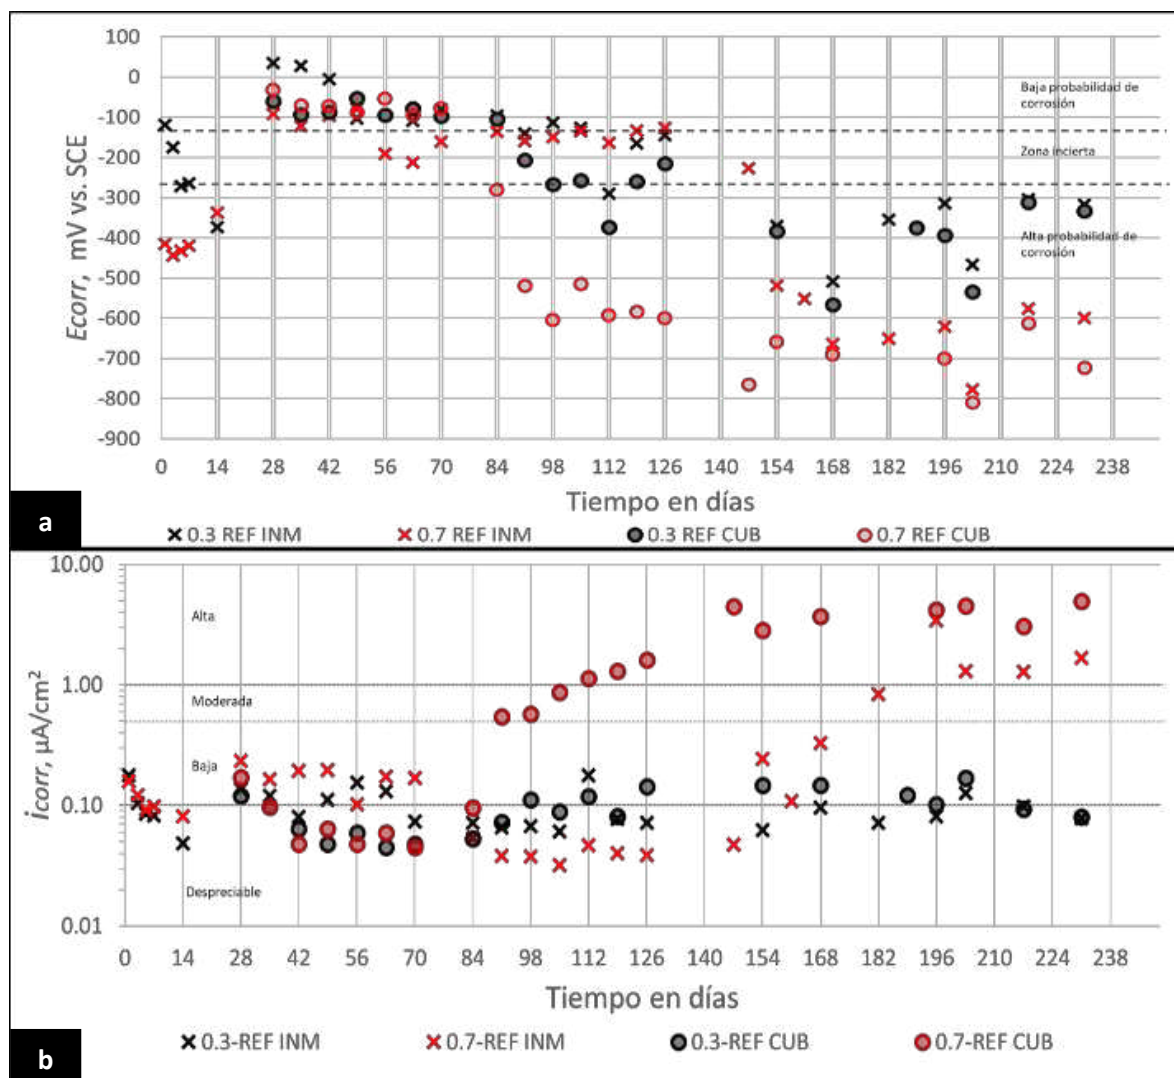 100
0
-100
-200
-300
-400
-500
-600
-700
-800
-900
Ecorr, mV vs. SCE
Baja probabilidad de
corrosión
Zona incierta
Alta probabilidad de
corrosión
0 14 28 42 56 70 84 98 112 126 140 154 168 182 196 210 224 238
Tiempo en días
a
0.3 REF INM 0.7 REF INM 0.3 REF CUB 0.7 REF CUB
10.00
1.00
0.10
0.01
icorr, µA/cm²
Alta
Moderada
Baja
Despreciable
0 14 28 42 56 70 84 98 112 126 140 154 168 182 196 210 224 238
Tiempo en días
b
0.3-REF INM 0.7-REF INM 0.3-REF CUB 0.7-REF CUB